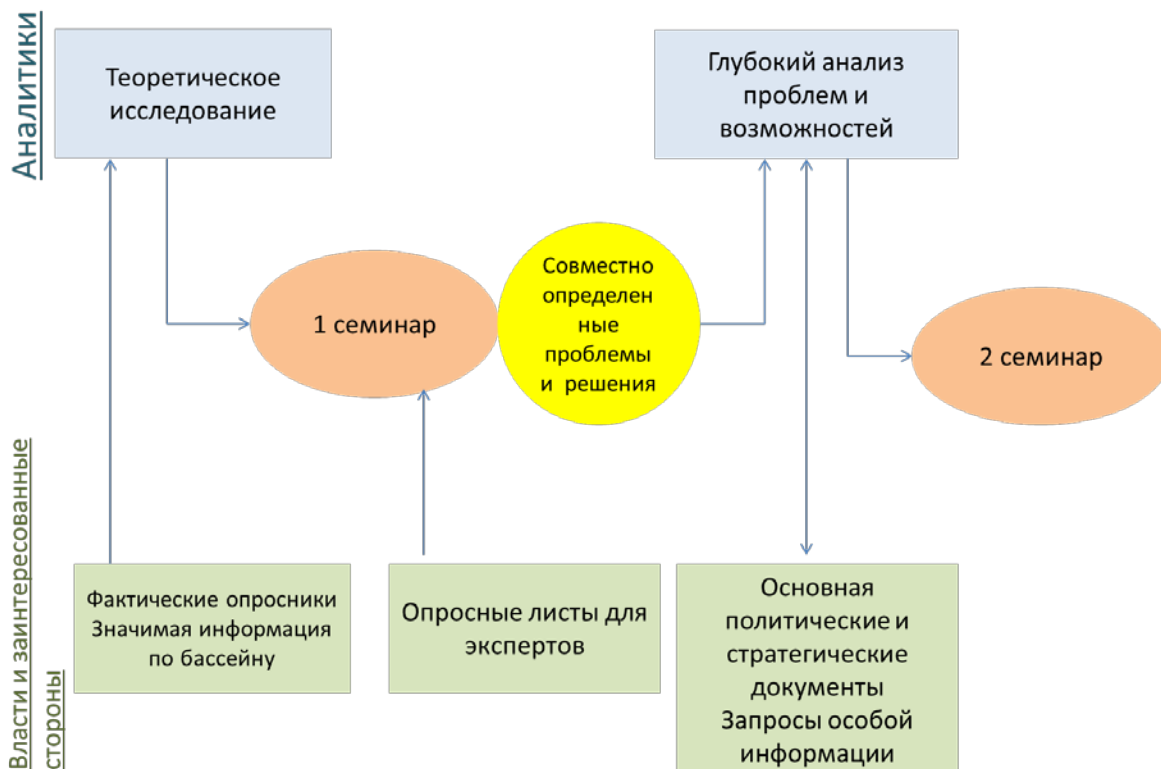 Аналитики
Теоретическое
исследование
Глубокий анализ
проблем и
возможностей
1 семинар
Совместно
определен
ные
проблемы
и решения
2 семинар
Власти и заинтересованные
стороны
Фактические опросники
Значимая информация
по бассейну
Опросные листы для
экспертов
Основная
политические и
стратегические
документы
Запросы особой
информации